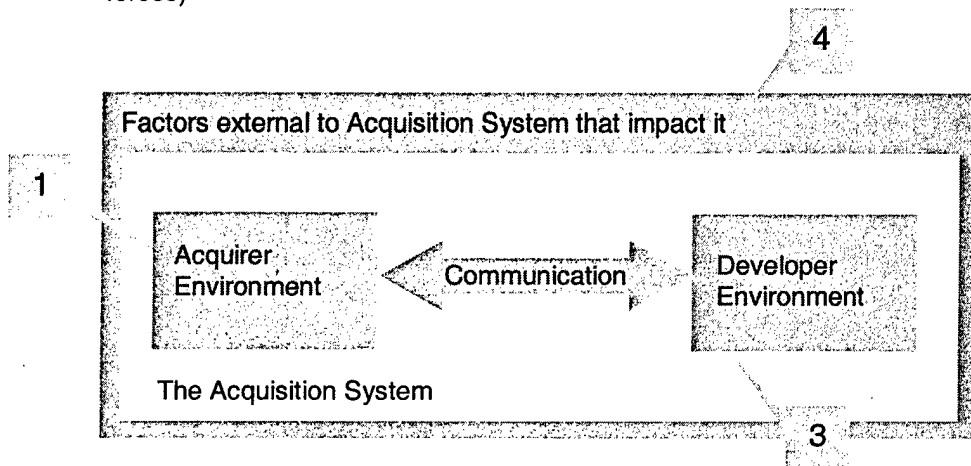 4
Factors external to Acquisition System that impact it
1
Acquirer
Environment
Communication
Developer
Environment
The Acquisition System
3